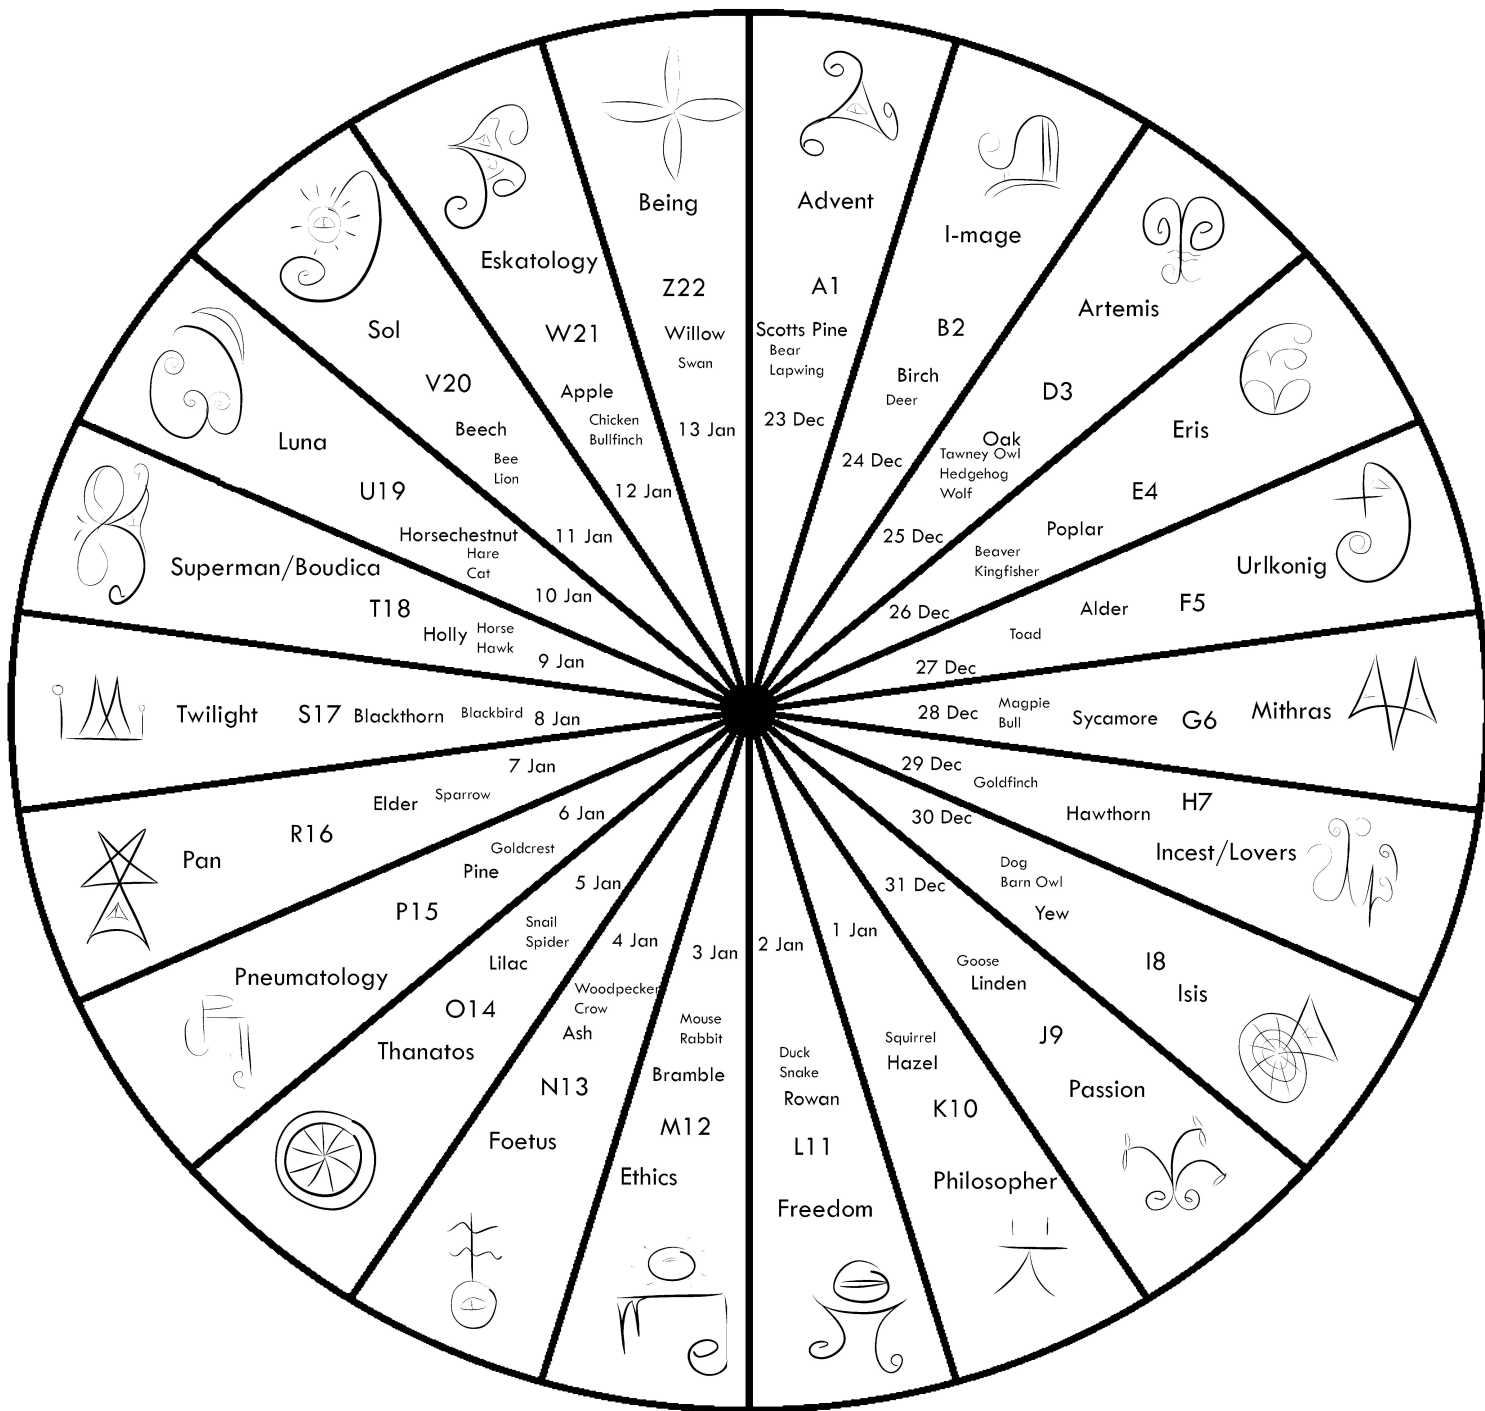 Advent
A1
Scotts Pine
Bear
Lapwing
23 Dec
I-mage
B2
Birch
Deer
24 Dec
Artemis
D3
Oak
Tawney Owl
Hedgehog
Wolf
25 Dec
Eris
E4
Poplar
Beaver
Kingfisher
26 Dec
Urlkonig
F5
Alder
Toad
27 Dec
Mithras
G6
Sycamore
Magpie
Bull
28 Dec
29 Dec
Goldfinch
Hawthorn
H7
Incest/Lovers
30 Dec
Dog
Barn Owl
Yew
I8
Isis
31 Dec
Goose
Linden
J9
Passion
1 Jan
Squirrel
Hazel
K10
Philosopher
2 Jan
Duck
Snake
Rowan
L11
Freedom
3 Jan
Mouse
Rabbit
Bramble
M12
Ethics
4 Jan
Woodpecker
Crow
Ash
N13
Foetus
5 Jan
Snail
Spider
Lilac
O14
Thanatos
6 Jan
Goldcrest
Pine
P15
Pneumatology
7 Jan
Sparrow
Elder
R16
Pan
Twilight
S17
Blackthorn
Blackbird
8 Jan
Superman/Boudica
T18
Holly
Horse
Hawk
9 Jan
Luna
U19
Horsechestnut
Hare
Cat
10 Jan
Sol
V20
Beech
Bee
Lion
11 Jan
Eskatology
W21
Apple
Chicken
Bullfinch
12 Jan
Being
Z22
Willow
Swan
13 Jan